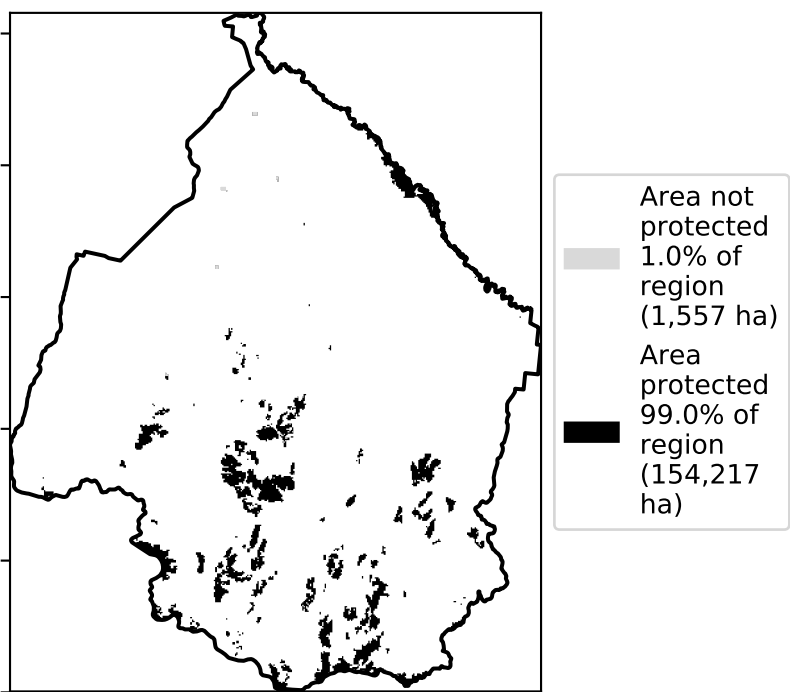 Area not
protected
1.0% of
region
(1,557 ha)
Area
protected
99.0% of
region
(154,217
ha)